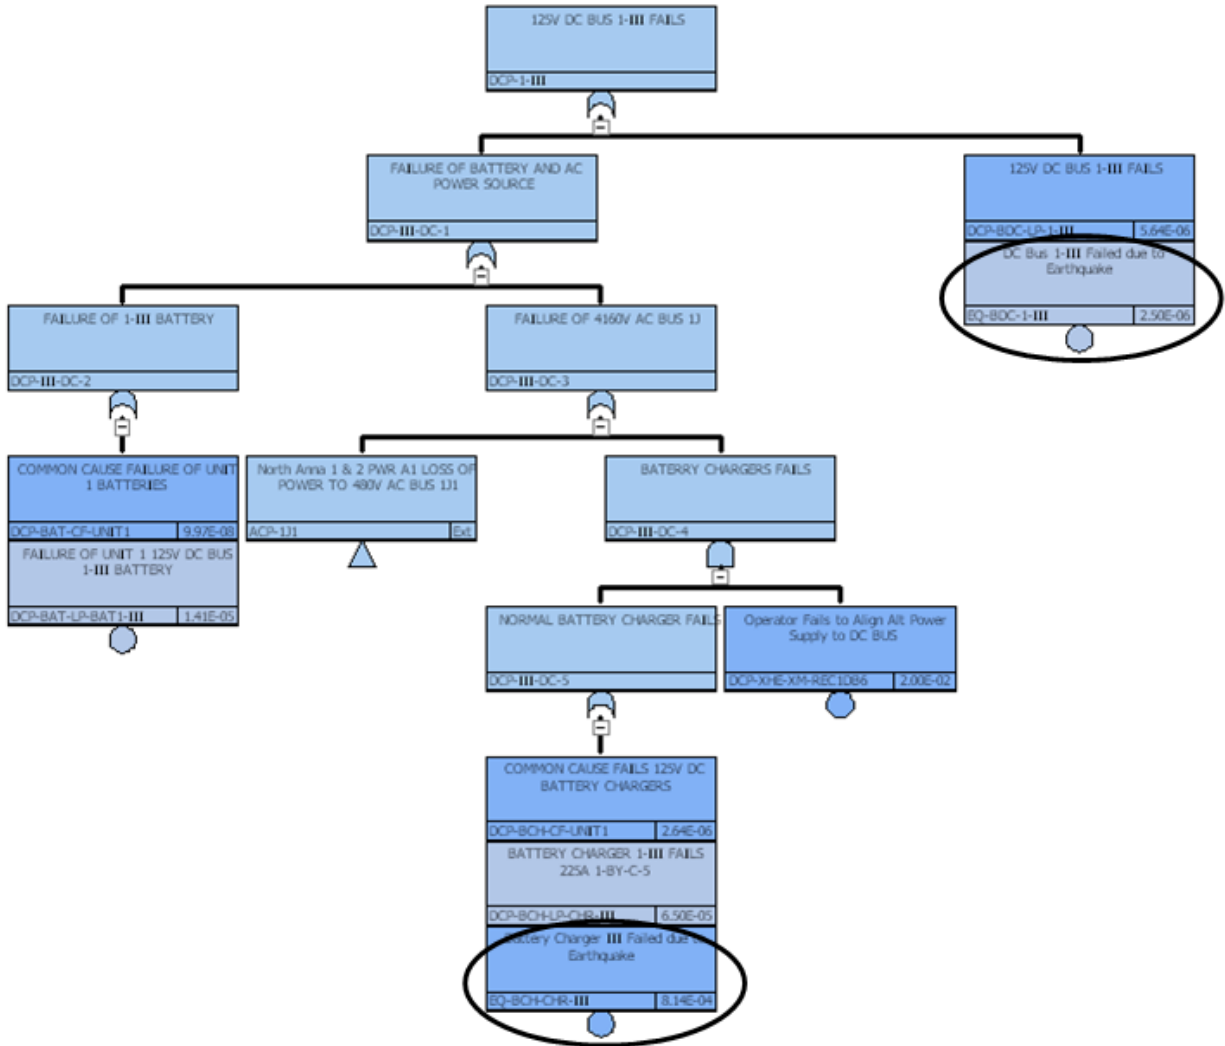 125V DC BUS 1-III FAILS
DCP-1-III
FAILURE OF BATTERY AND AC
POWER SOURCE
DCP-III-DC-1
125V DC BUS 1-III FAILS
DCP-BDC-LP-1-III 5.64E-06
DC Bus 1-III Failed due to
Earthquake
EQ-BDC-1-III 2.50E-06
FAILURE OF 1-III BATTERY
DCP-III-DC-2
FAILURE OF 4160V AC BUS 1J
DCP-III-DC-3
COMMON CAUSE FAILURE OF UNIT
1 BATTERIES
DCP-BAT-CF-UNIT1 9.97E-08
FAILURE OF UNIT 1 125V DC BUS
1-III BATTERY
DCP-BAT-LP-BAT1-III 1.41E-05
North Anna 1 & 2 PWR A1 LOSS OF
POWER TO 480V AC BUS 1J1
ACP-1J1 Ext
BATERRY CHARGERS FAILS
DCP-III-DC-4
NORMAL BATTERY CHARGER FAILS
DCP-III-DC-5
Operator Fails to Align Alt Power
Supply to DC BUS
DCP-XHE-XM-REC1DB6 2.00E-02
COMMON CAUSE FAILS 125V DC
BATTERY CHARGERS
DCP-BCH-CF-UNIT1 2.64E-06
BATTERY CHARGER 1-III FAILS
225A 1-BY-C-5
DCP-BCH-LP-CHR-III 6.50E-05
Battery Charger III Failed due to
Earthquake
EQ-BCH-CHR-III 8.14E-04